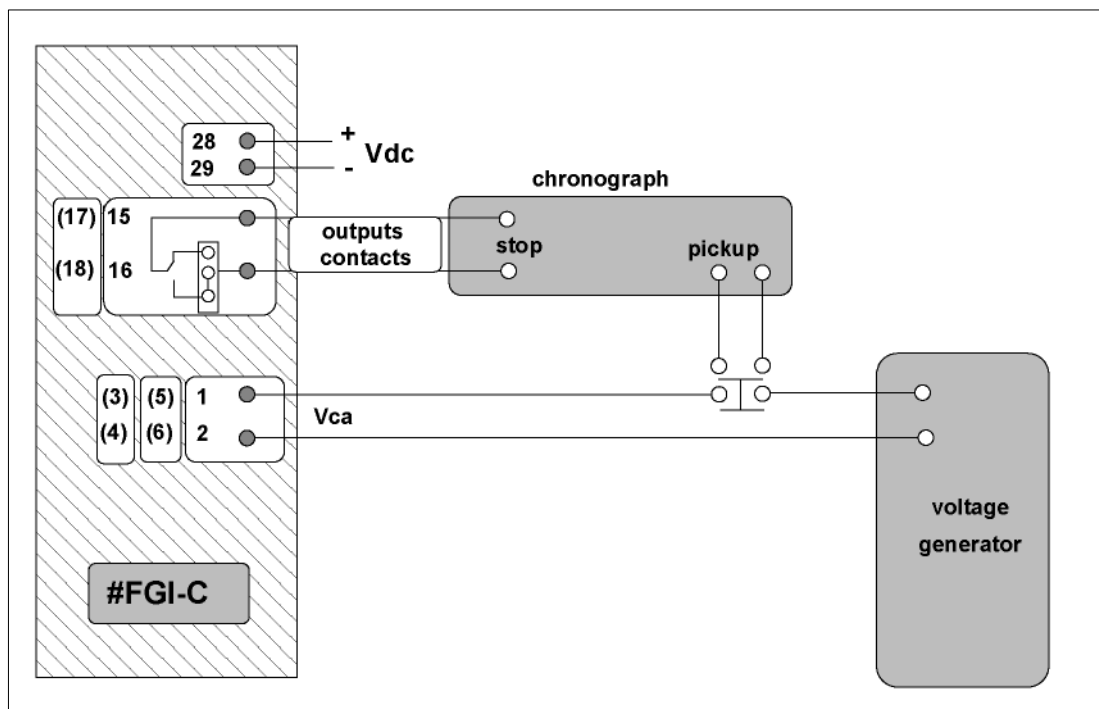 28
+
29
-
Vdc
chronograph
(17) 15
(18) 16
outputs
contacts
stop
pickup
(3) (5) 1
(4) (6) 2
Vca
voltage
generator
#FGI-C